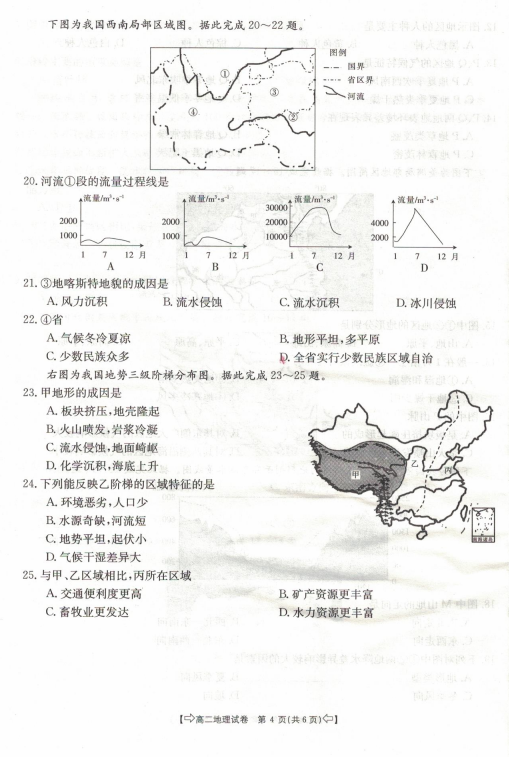 下图为我国西南局部区域图。据此完成20～22题。
图例
国界
省区界
河流
①
③
④
②
20.河流①段的流量过程线是
流量/m³·s⁻¹
2000
1000
1 7 12 月
A
流量/m³·s⁻¹
2000
1000
1 7 12 月
B
流量/m³·s⁻¹
30000
20000
10000
1 7 12 月
C
流量/m³·s⁻¹
4000
2000
1 7 12 月
D
21.③地喀斯特地貌的成因是
A.风力沉积 B.流水侵蚀 C.流水沉积 D.冰川侵蚀
22.④省
A.气候冬冷夏凉 B.地形平坦,多平原
C.少数民族众多 D.全省实行少数民族区域自治
右图为我国地势三级阶梯分布图。据此完成23～25题。
23.甲地形的成因是
A.板块挤压,地壳隆起
B.火山喷发,岩浆冷凝
C.流水侵蚀,地面崎岖
D.化学沉积,海底上升
甲
乙
丙
24.下列能反映乙阶梯的区域特征的是
A.环境恶劣,人口少
B.水源奇缺,河流短
C.地势平坦,起伏小
D.气候干湿差异大
25.与甲、乙区域相比,丙所在区域
A.交通便利度更高 B.矿产资源更丰富
C.畜牧业更发达 D.水力资源更丰富
【⇨高二地理试卷 第 4 页(共 6 页)⇦】